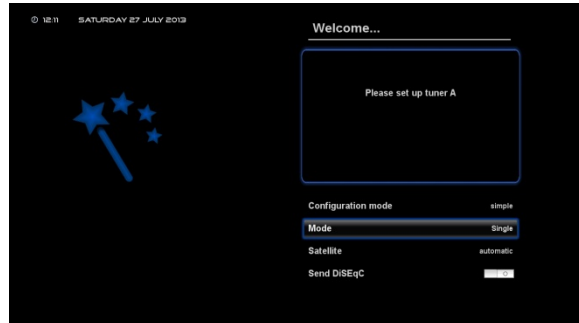 12:11 SATURDAY 27 JULY 2013
Welcome...
Please set up tuner A
Configuration mode simple
Mode Single
Satellite automatic
Send DiSEqC